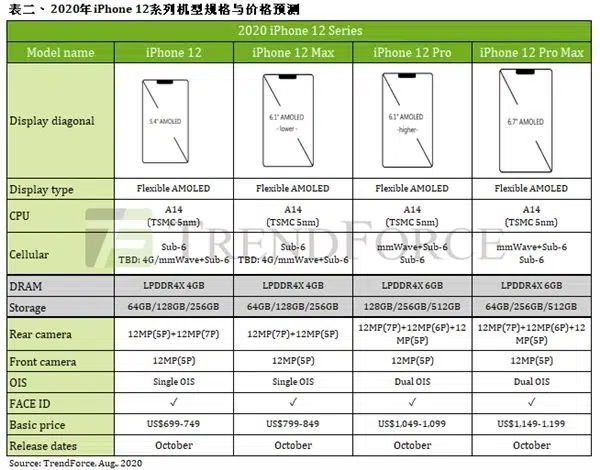 表二、2020年iPhone 12系列机型规格与价格预测
2020 iPhone 12 Series
Model name iPhone 12 iPhone 12 Max iPhone 12 Pro iPhone 12 Pro Max
Display diagonal 5.4" AMOLED 6.1" AMOLED - lower - 6.1" AMOLED -higher- 6.7" AMOLED
Display type Flexible AMOLED Flexible AMOLED Flexible AMOLED Flexible AMOLED
CPU A14 (TSMC 5nm) A14 (TSMC 5nm) A14 (TSMC 5nm) A14 (TSMC 5nm)
TRENDFORCE
Cellular Sub-6 TBD: 4G/mmWave+Sub-6 Sub-6 TBD: 4G/mmWave+Sub-6 mmWave+Sub-6 Sub-6 mmWave+Sub-6 Sub-6
DRAM LPDDR4X 4GB LPDDR4X 4GB LPDDR4X 6GB LPDDR4X 6GB
Storage 64GB/128GB/256GB 64GB/128GB/256GB 128GB/256GB/512GB 64GB/256GB/512GB
Rear camera 12MP(5P)+12MP(7P) 12MP(7P)+12MP(5P) 12MP(7P)+12MP(6P)+12MP(5P) 12MP(7P)+12MP(6P)+12MP(5P)
Front camera 12MP(5P) 12MP(5P) 12MP(5P) 12MP(5P)
OIS Single OIS Single OIS Dual OIS Dual OIS
FACE ID ✓ ✓ ✓ ✓
Basic price US$699-749 US$799-849 US$1,049-1,099 US$1,149-1,199
Release dates October October October October
Source: TrendForce, Aug., 2020